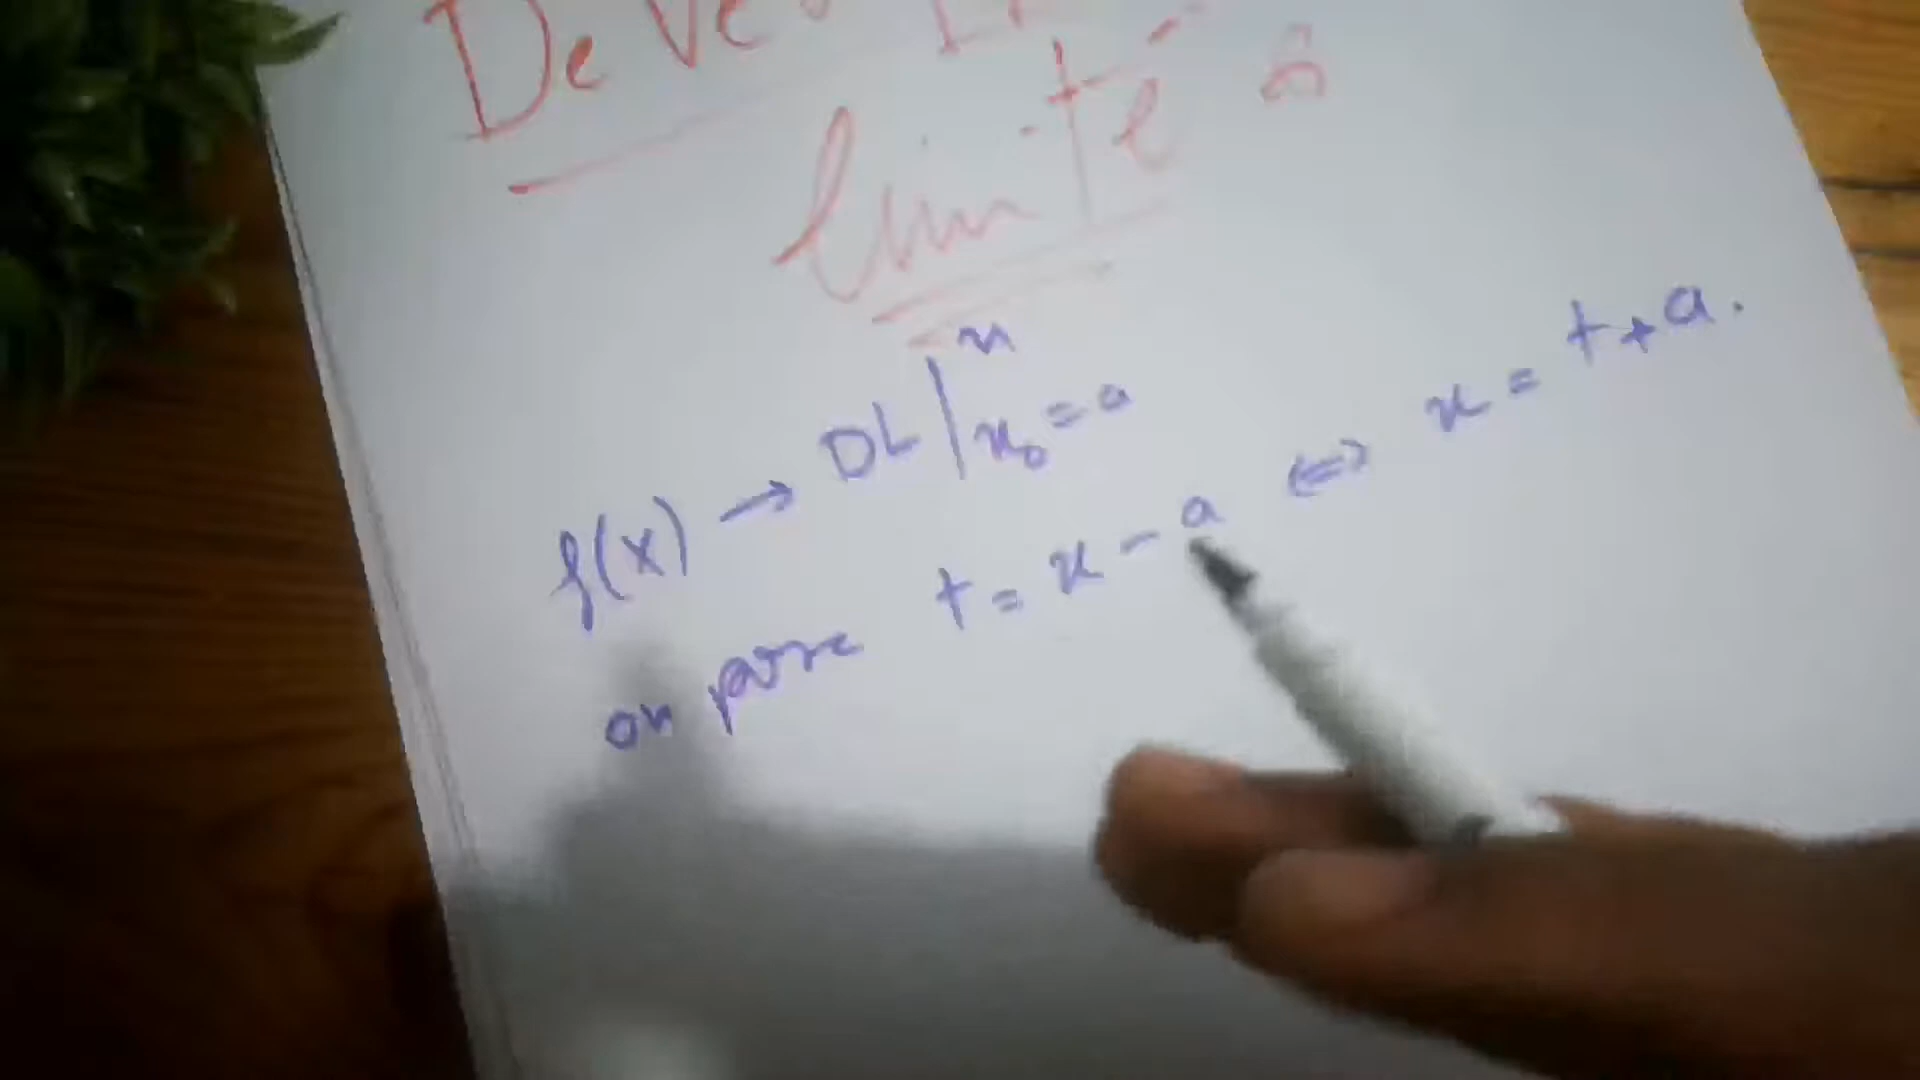 limité à
f(x) → DL | n x₀ = a
on pose t = x - a ⇔ x = t + a.